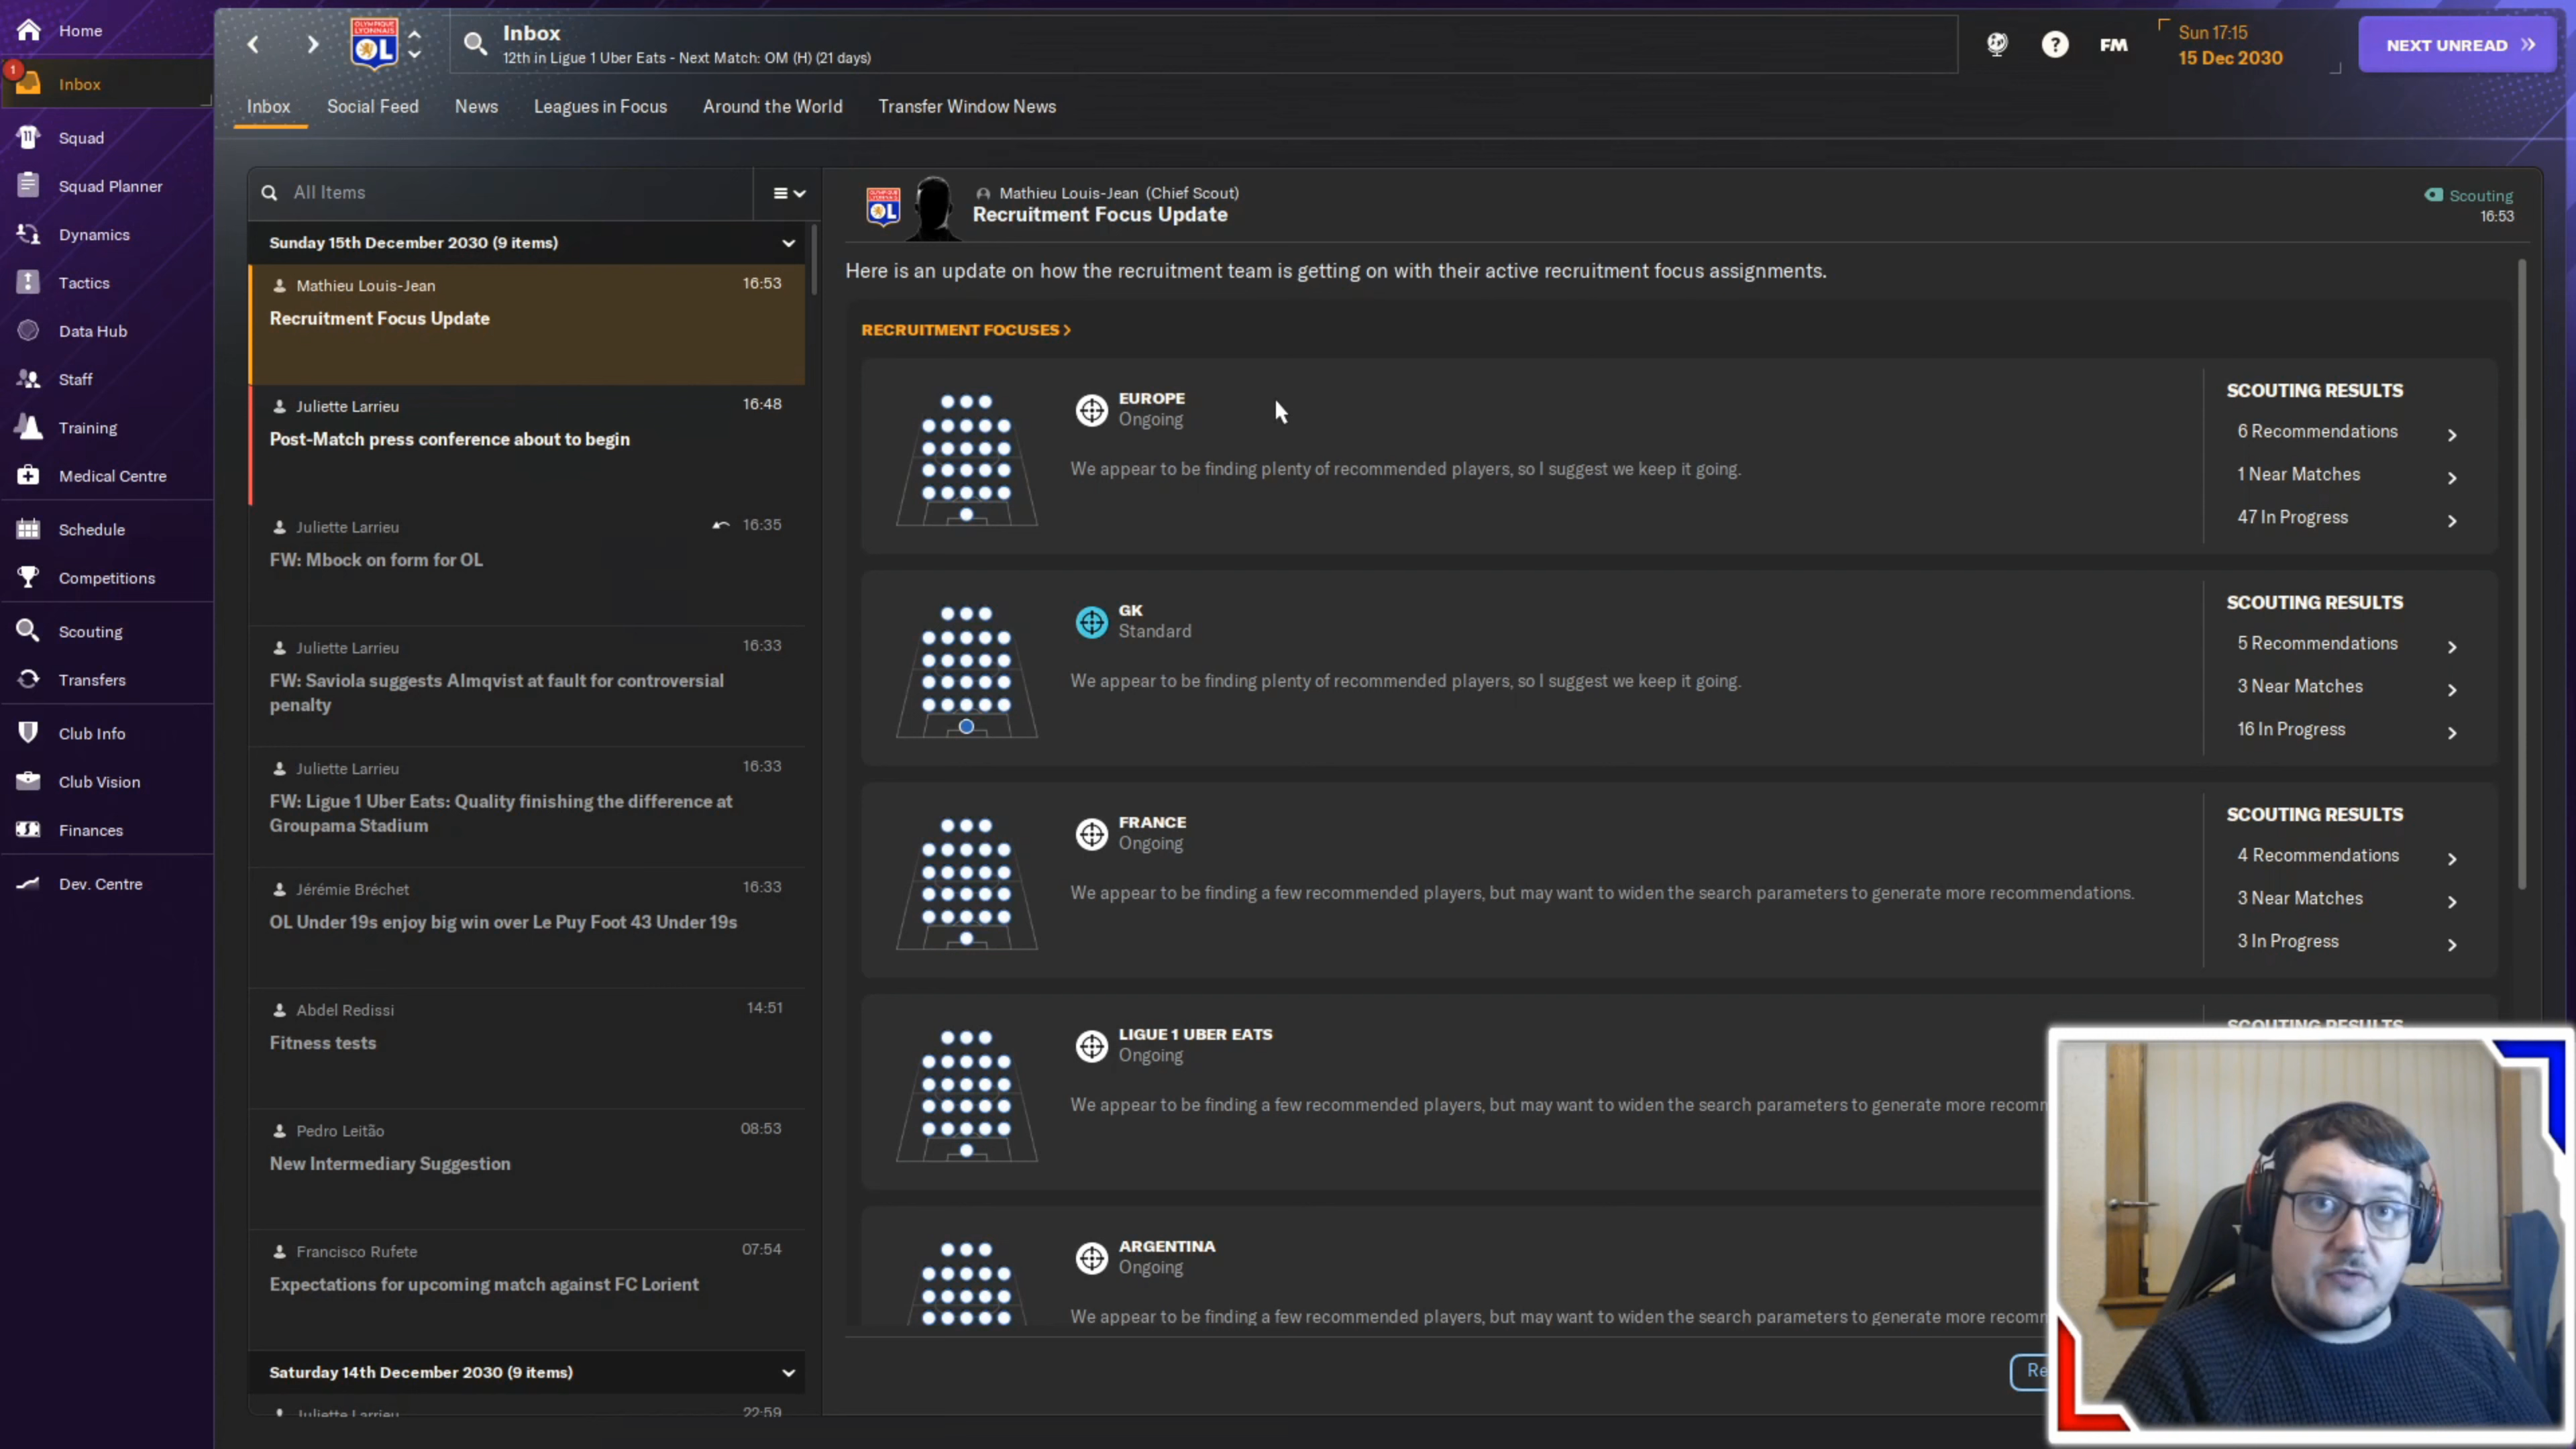 Home
1
Inbox
Squad
Squad Planner
Dynamics
Tactics
Data Hub
Staff
Training
Medical Centre
Schedule
Competitions
Scouting
Transfers
Club Info
Club Vision
Finances
Dev. Centre
OLYMPIQUE LYONNAIS
OL
Inbox
12th in Ligue 1 Uber Eats - Next Match: OM (H) (21 days)
?
FM
Sun 17:15
15 Dec 2030
NEXT UNREAD
Inbox
Social Feed
News
Leagues in Focus
Around the World
Transfer Window News
All Items
Sunday 15th December 2030 (9 items)
Mathieu Louis-Jean 16:53
Recruitment Focus Update
Juliette Larrieu 16:48
Post-Match press conference about to begin
Juliette Larrieu 16:35
FW: Mbock on form for OL
Juliette Larrieu 16:33
FW: Saviola suggests Almqvist at fault for controversial
penalty
Juliette Larrieu 16:33
FW: Ligue 1 Uber Eats: Quality finishing the difference at
Groupama Stadium
Jérémie Bréchet 16:33
OL Under 19s enjoy big win over Le Puy Foot 43 Under 19s
Abdel Redissi 14:51
Fitness tests
Pedro Leitão 08:53
New Intermediary Suggestion
Francisco Rufete 07:54
Expectations for upcoming match against FC Lorient
Saturday 14th December 2030 (9 items)
Juliette Larrieu 22:59
OL
Mathieu Louis-Jean (Chief Scout)
Recruitment Focus Update
Scouting
16:53
Here is an update on how the recruitment team is getting on with their active recruitment focus assignments.
RECRUITMENT FOCUSES >
EUROPE
Ongoing
We appear to be finding plenty of recommended players, so I suggest we keep it going.
SCOUTING RESULTS
6 Recommendations
1 Near Matches
47 In Progress
GK
Standard
We appear to be finding plenty of recommended players, so I suggest we keep it going.
SCOUTING RESULTS
5 Recommendations
3 Near Matches
16 In Progress
FRANCE
Ongoing
We appear to be finding a few recommended players, but may want to widen the search parameters to generate more recommendations.
SCOUTING RESULTS
4 Recommendations
3 Near Matches
3 In Progress
LIGUE 1 UBER EATS
Ongoing
We appear to be finding a few recommended players, but may want to widen the search parameters to generate more recomm
SCOUTING RESULTS
ARGENTINA
Ongoing
We appear to be finding a few recommended players, but may want to widen the search parameters to generate more recomm
Re